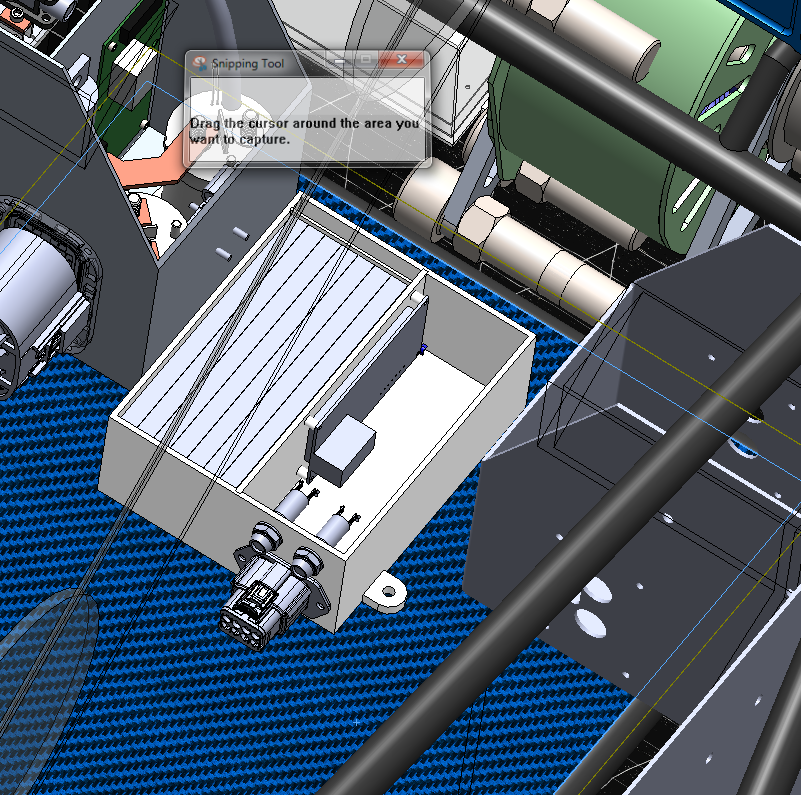 Snipping Tool
Drag the cursor around the area you
want to capture.